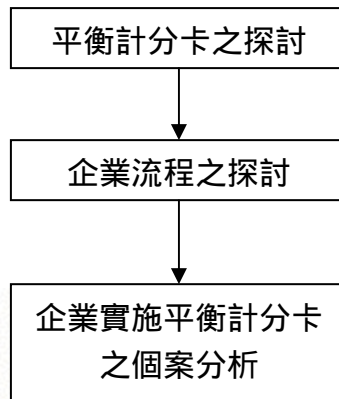 平衡計分卡之探討
企業流程之探討
企業實施平衡計分卡
之個案分析